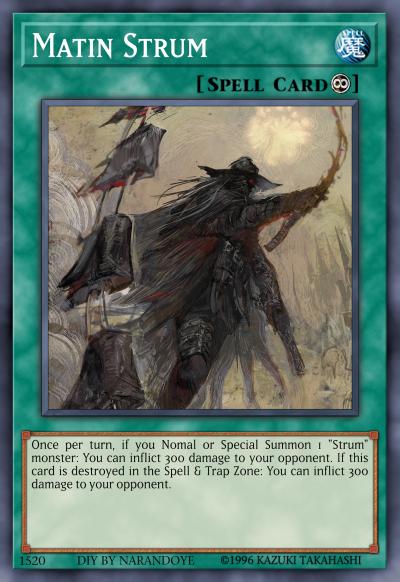 Matin Strum
魔
[Spell Card]
Once per turn, if you Nomal or Special Summon 1 "Strum"
monster: You can inflict 300 damage to your opponent. If this
card is destroyed in the Spell & Trap Zone: You can inflict 300
damage to your opponent.
1520 DIY BY NARANDOYE ©1996 KAZUKI TAKAHASHI